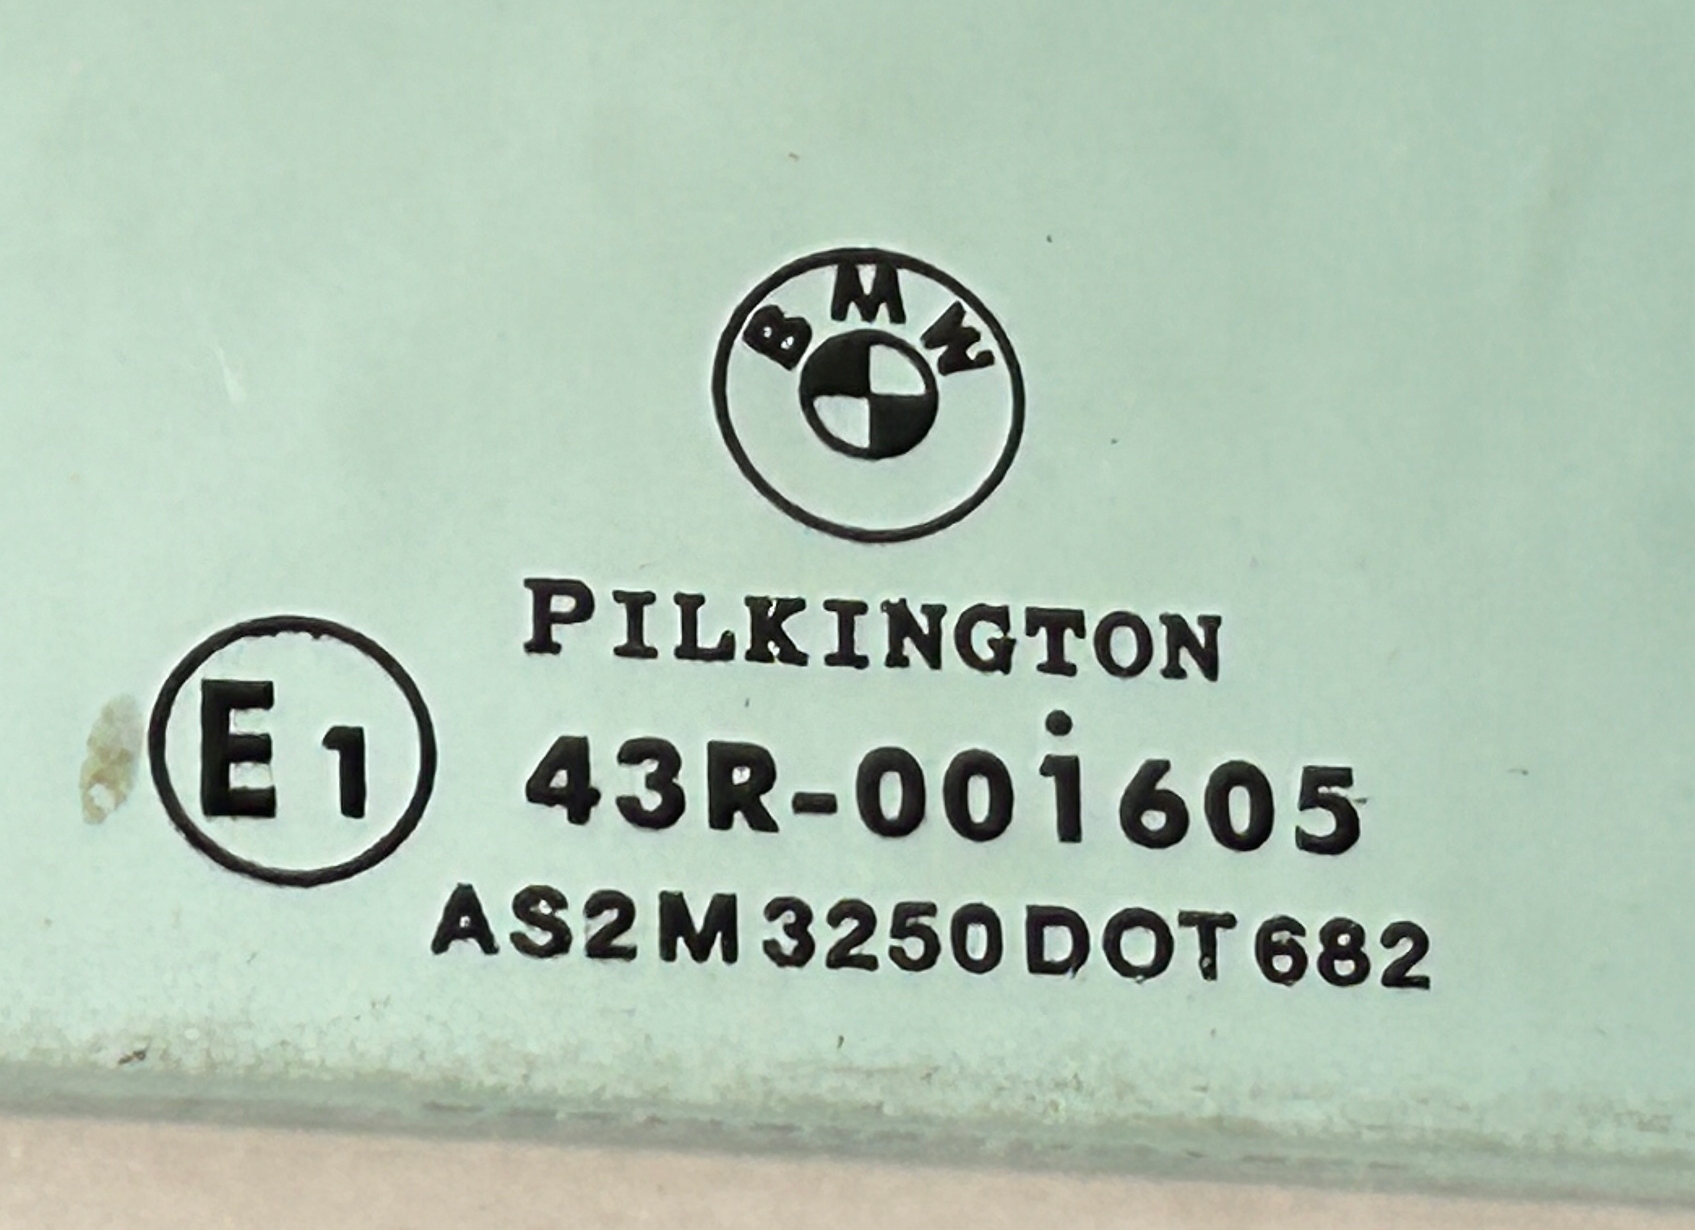 BMW
PILKINGTON
E1 43R-001605
AS2M3250DOT682